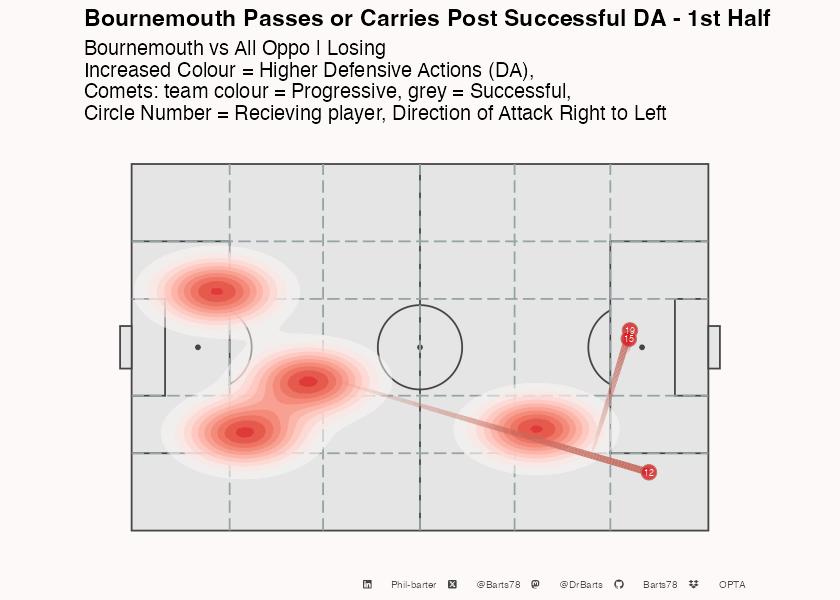 Bournemouth Passes or Carries Post Successful DA - 1st Half
Bournemouth vs All Oppo | Losing
Increased Colour = Higher Defensive Actions (DA),
Comets: team colour = Progressive, grey = Successful,
Circle Number = Recieving player, Direction of Attack Right to Left
19
15
12
Phil-barter @Barts78 @DrBarts Barts78 OPTA